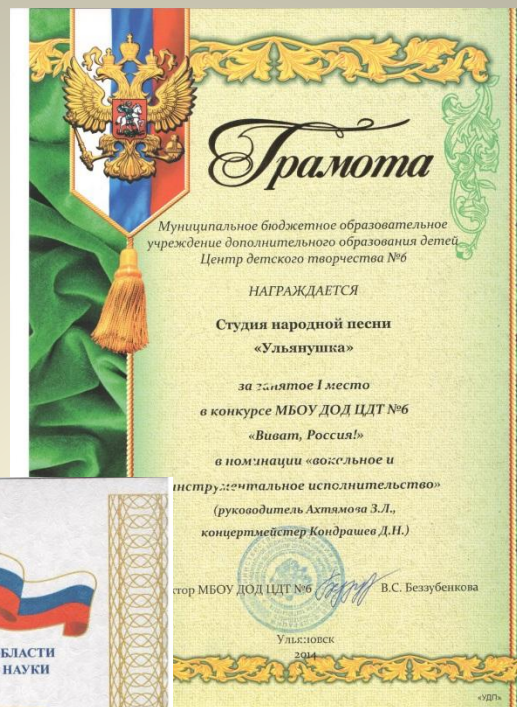 Грамота
Муниципальное бюджетное образовательное
учреждение дополнительного образования детей
Центр детского творчества №6
НАГРАЖДАЕТСЯ
Студия народной песни
«Ульянушка»
за занятое I место
в конкурсе МБОУ ДОД ЦДТ №6
«Виват, Россия!»
в номинации «вокальное и
инструментальное исполнительство»
(руководитель Ахтямова З.Л.,
концертмейстер Кондрашев Д.Н.)
ктор МБОУ ДОД ЦДТ №6 В.С. Беззубенкова
Ульяновск
2014
«УДП»
БЛАСТИ
НАУКИ